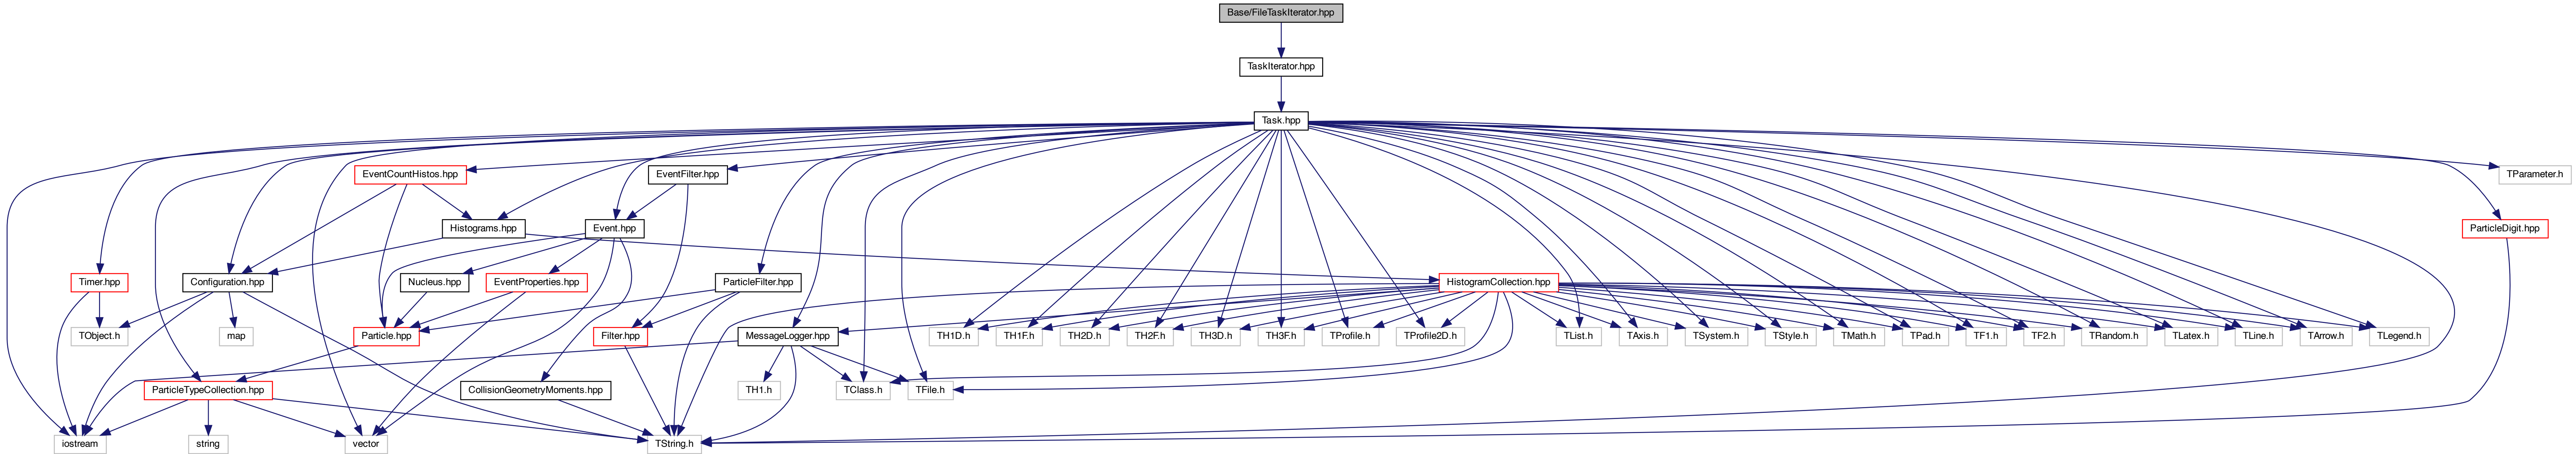 Base/FileTaskIterator.hpp
TaskIterator.hpp
Task.hpp
EventCountHistos.hpp
EventFilter.hpp
TParameter.h
Histograms.hpp
Event.hpp
ParticleDigit.hpp
Timer.hpp
Configuration.hpp
Nucleus.hpp
EventProperties.hpp
ParticleFilter.hpp
HistogramCollection.hpp
TObject.h
map
Particle.hpp
Filter.hpp
MessageLogger.hpp
TH1D.h
TH1F.h
TH2D.h
TH2F.h
TH3D.h
TH3F.h
TProfile.h
TProfile2D.h
TList.h
TAxis.h
TSystem.h
TStyle.h
TMath.h
TPad.h
TF1.h
TF2.h
TRandom.h
TLatex.h
TLine.h
TArrow.h
TLegend.h
ParticleTypeCollection.hpp
CollisionGeometryMoments.hpp
TH1.h
TClass.h
TFile.h
iostream
string
vector
TString.h